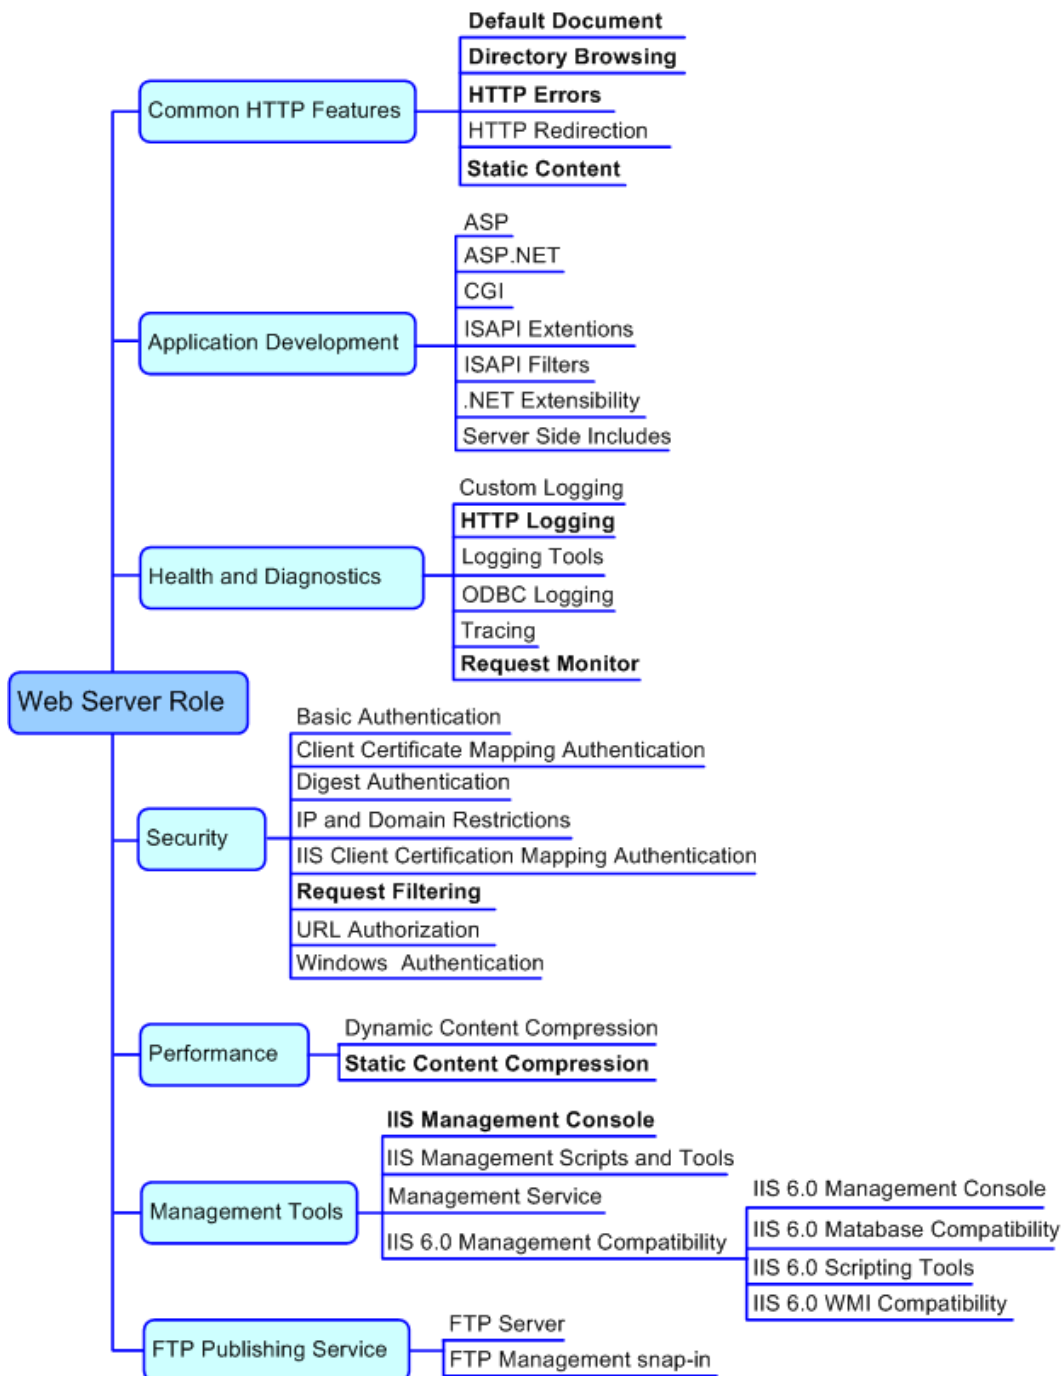 Default Document
Directory Browsing
Common HTTP Features
HTTP Errors
HTTP Redirection
Static Content
ASP
ASP.NET
CGI
Application Development
ISAPI Extentions
ISAPI Filters
.NET Extensibility
Server Side Includes
Custom Logging
HTTP Logging
Health and Diagnostics
Logging Tools
ODBC Logging
Tracing
Request Monitor
Web Server Role
Basic Authentication
Client Certificate Mapping Authentication
Digest Authentication
IP and Domain Restrictions
Security
IIS Client Certification Mapping Authentication
Request Filtering
URL Authorization
Windows Authentication
Performance
Dynamic Content Compression
Static Content Compression
IIS Management Console
IIS Management Scripts and Tools
Management Tools
Management Service
IIS 6.0 Management Compatibility
IIS 6.0 Management Console
IIS 6.0 Matabase Compatibility
IIS 6.0 Scripting Tools
IIS 6.0 WMI Compatibility
FTP Publishing Service
FTP Server
FTP Management snap-in